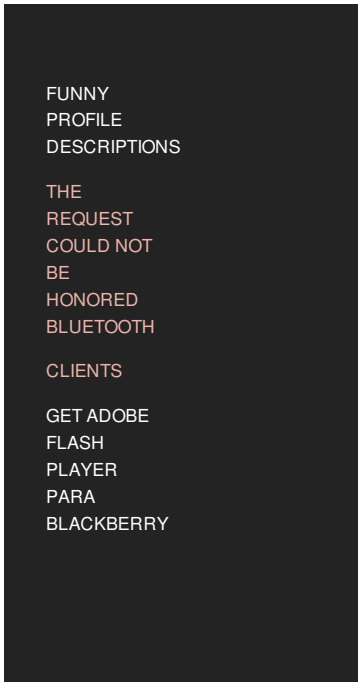 FUNNY
PROFILE
DESCRIPTIONS
THE
REQUEST
COULD NOT
BE
HONORED
BLUETOOTH
CLIENTS
GET ADOBE
FLASH
PLAYER
PARA
BLACKBERRY